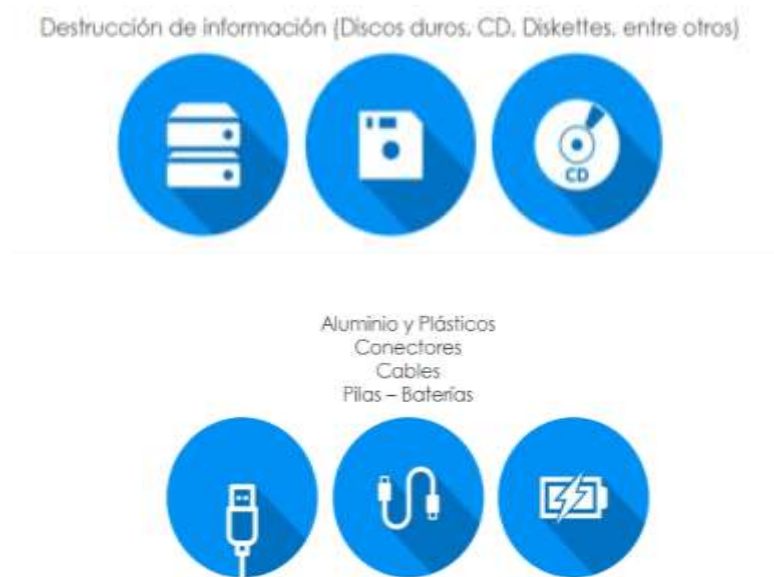 Destrucción de información (Discos duros, CD, Diskettes, entre otros)
CD
Aluminio y Plásticos
Conectores
Cables
Pilas – Baterías